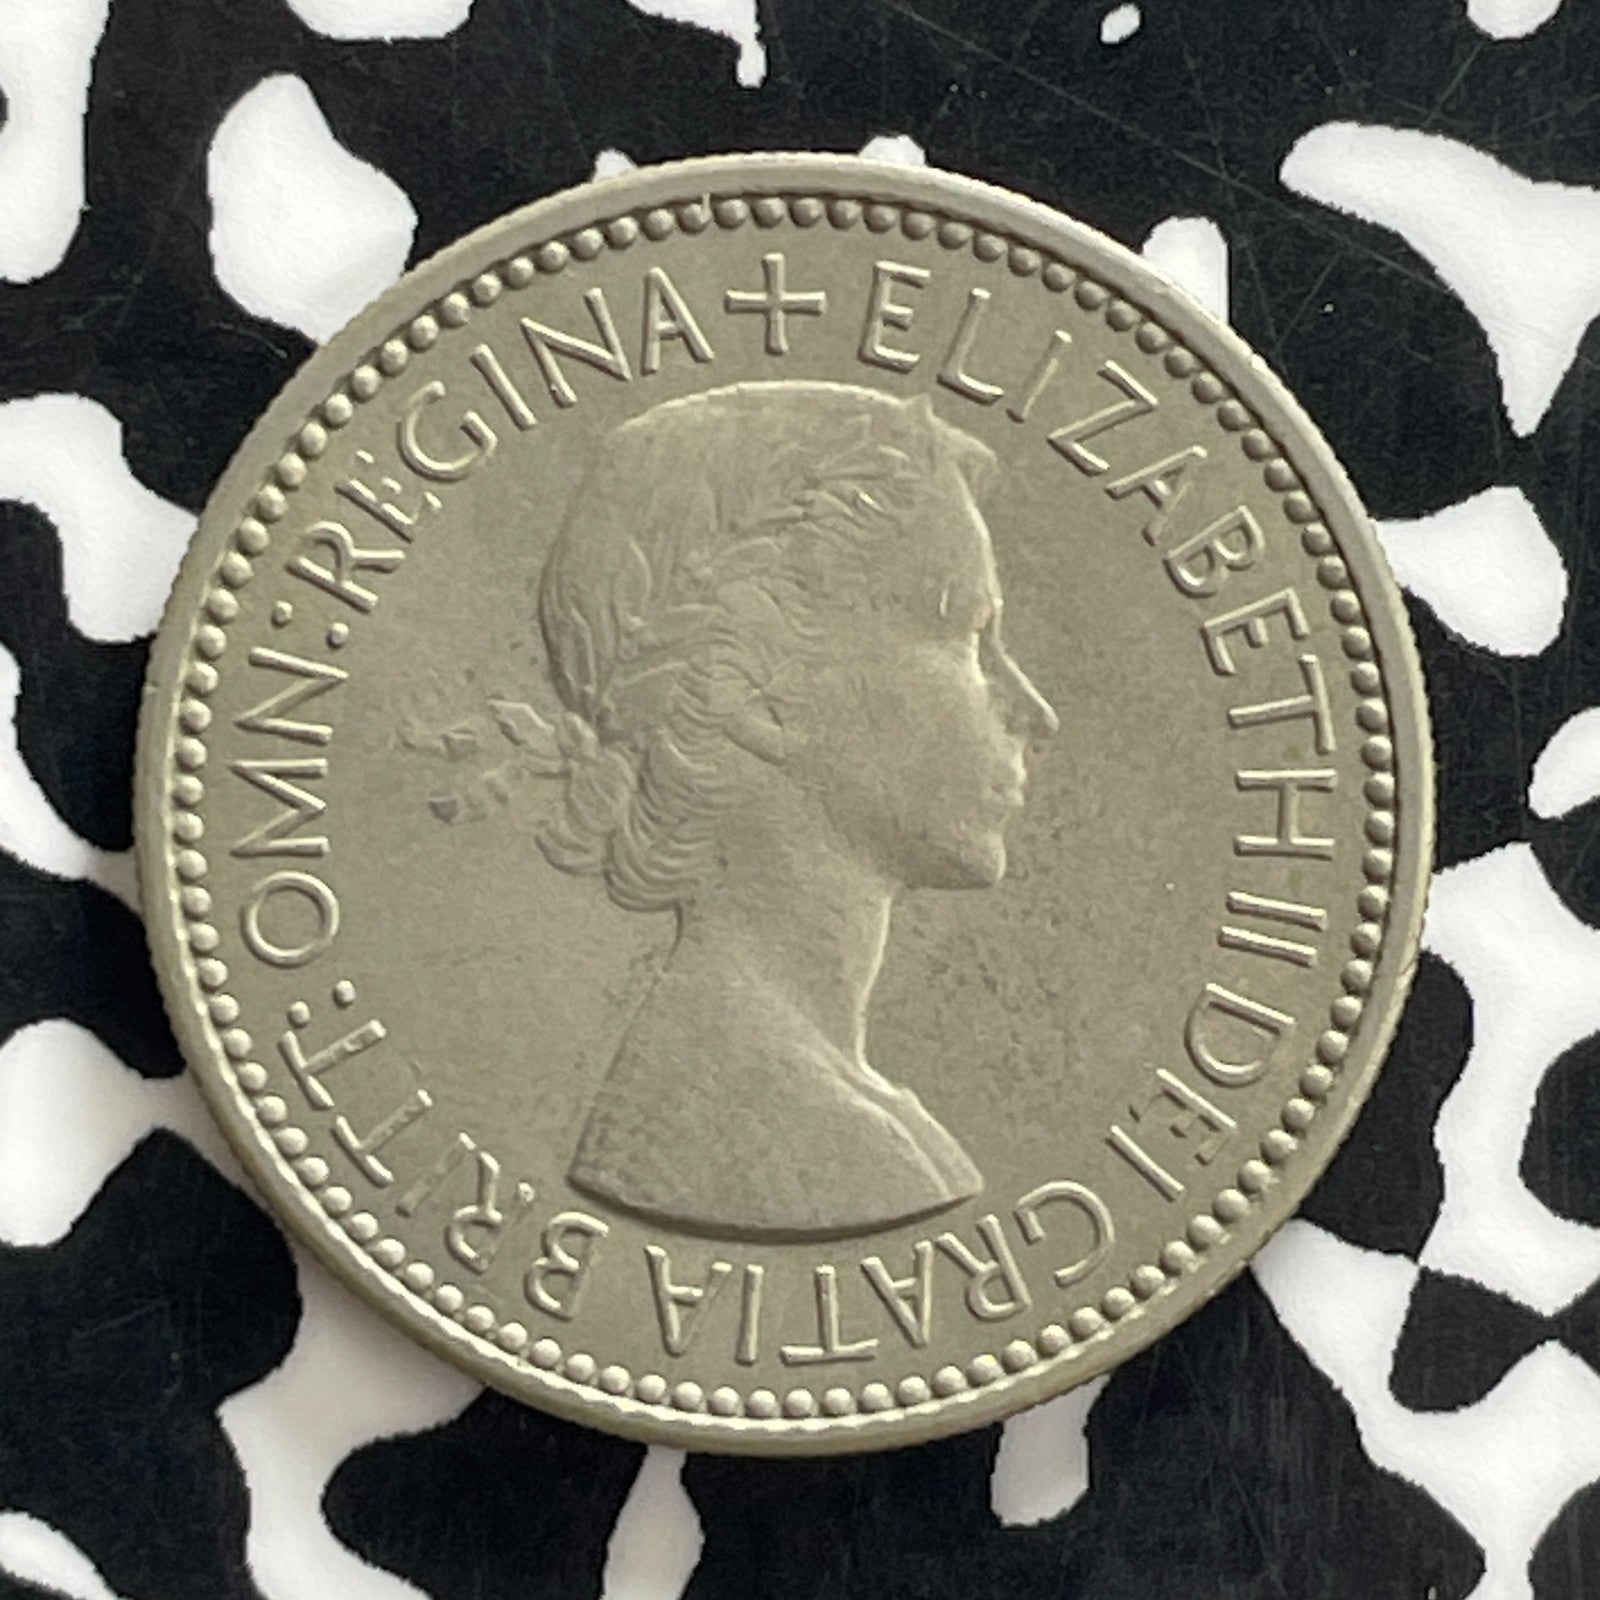 + ELIZABETH II DEI GRATIA BRITT: OMN: REGINA